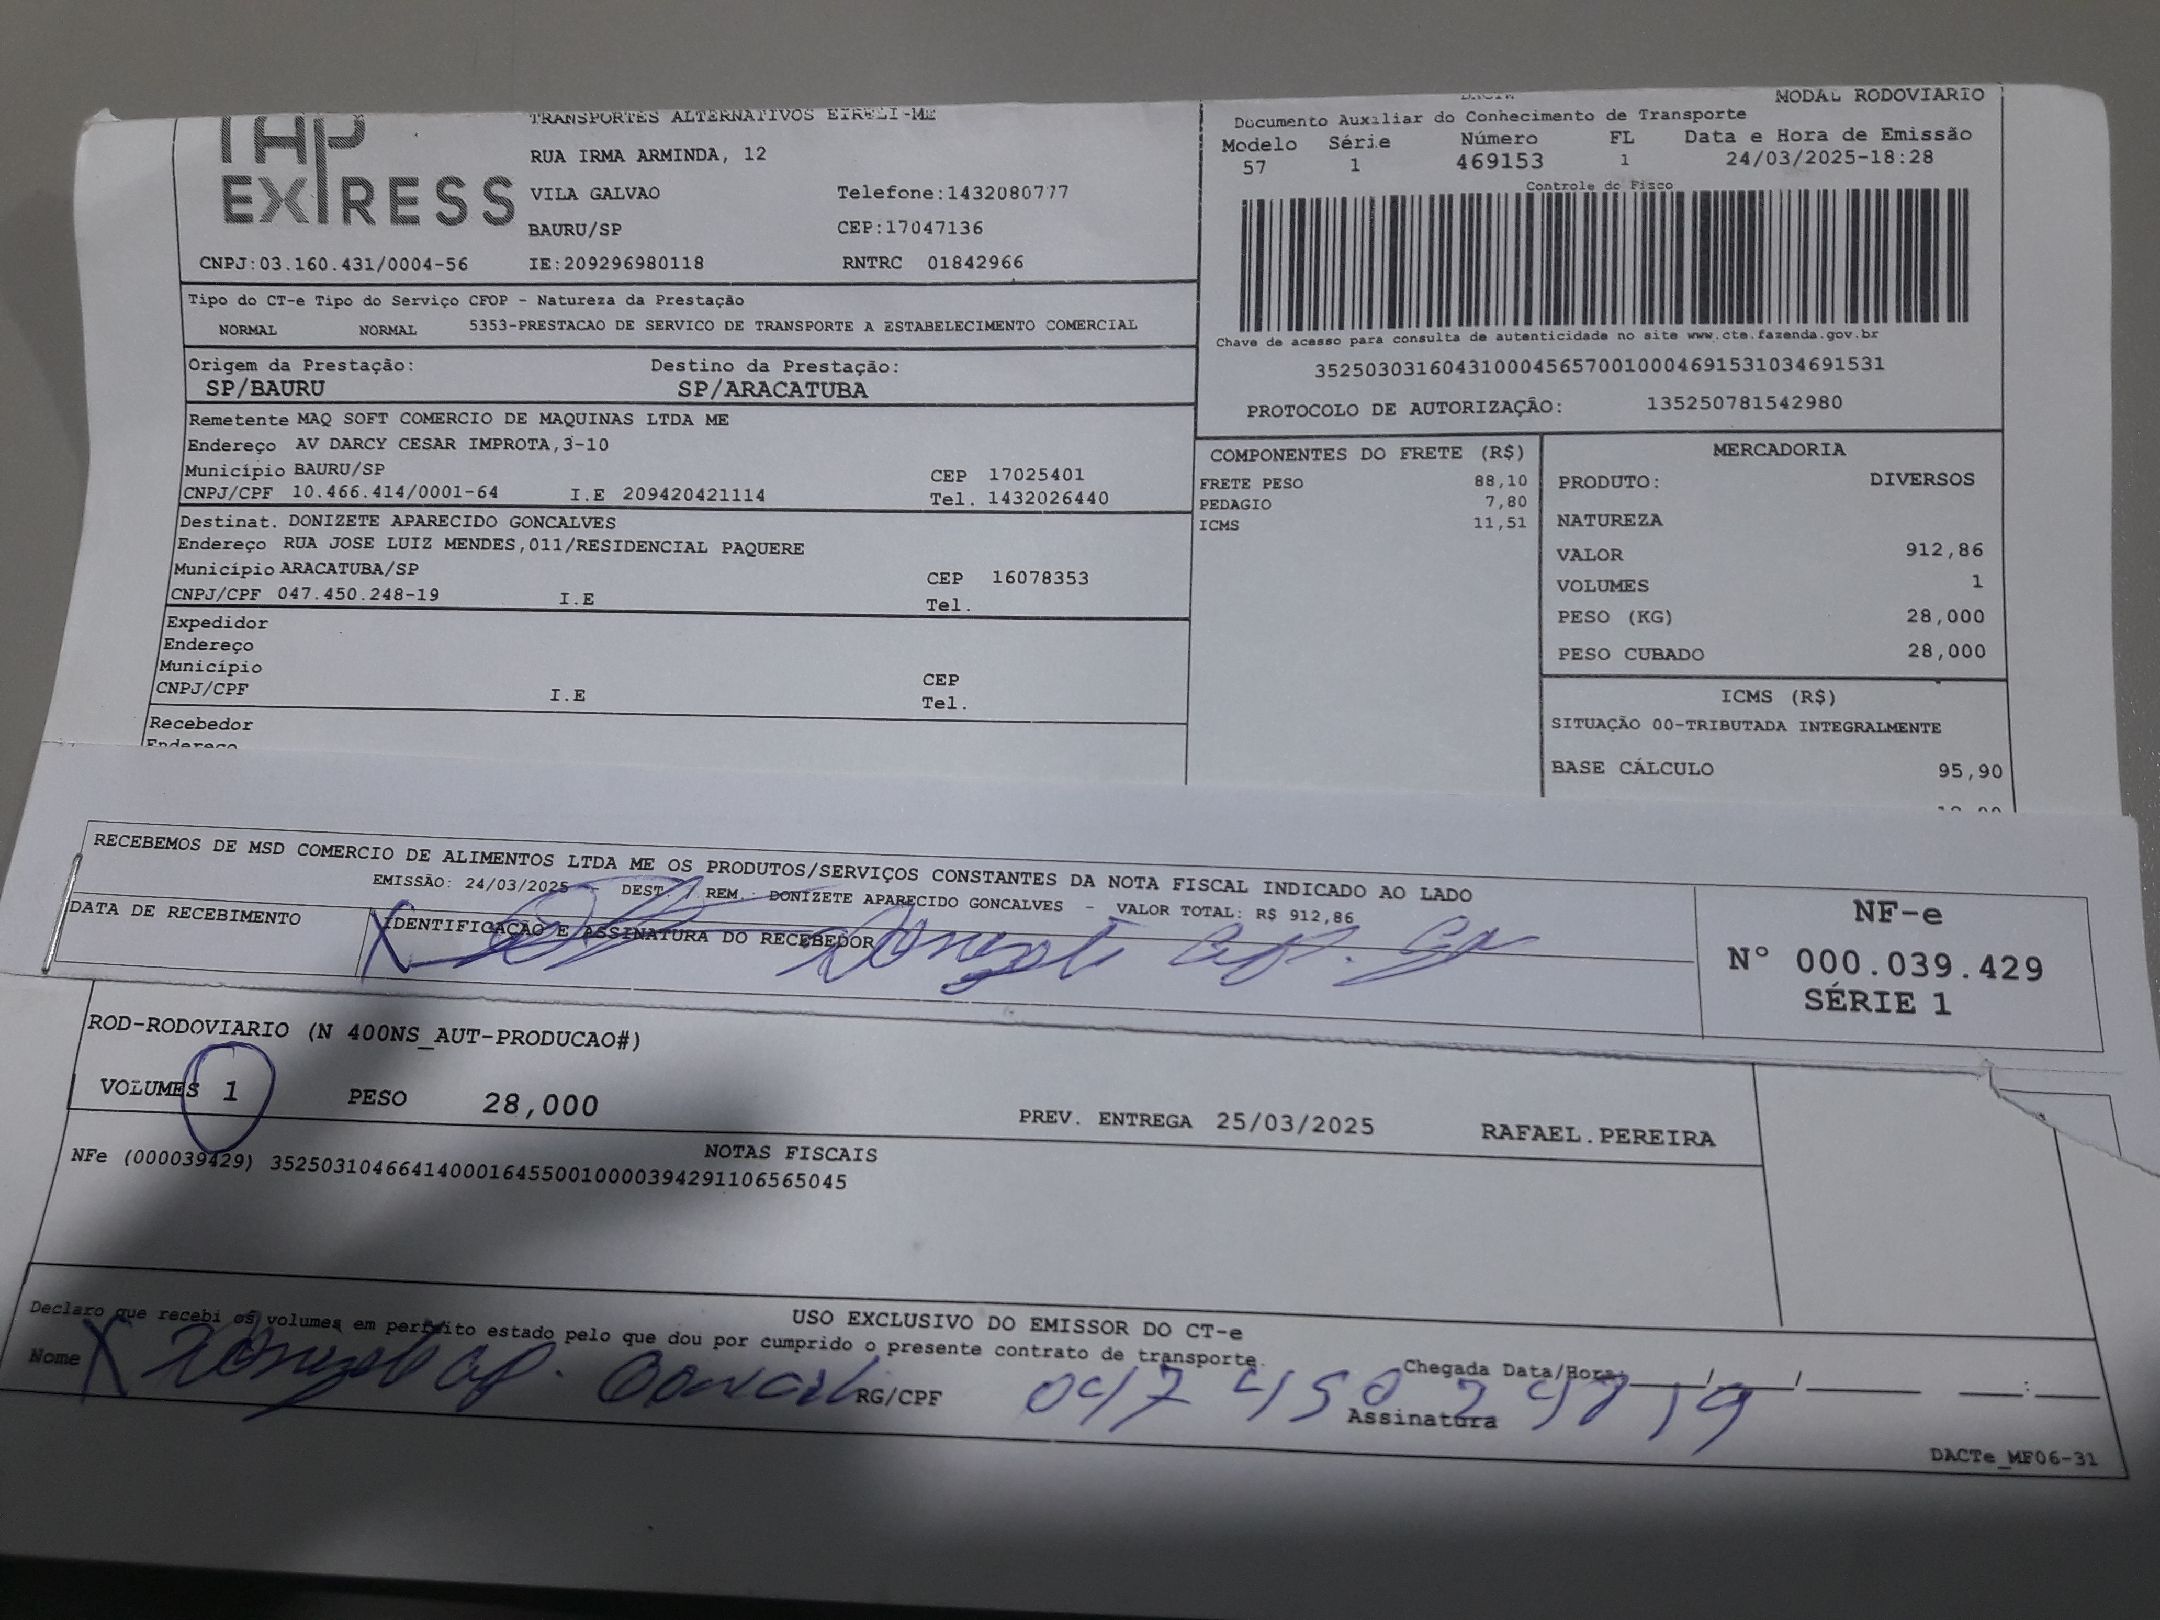 TAP
EXPRESS
TRANSPORTES ALTERNATIVOS EIRELI-ME
RUA IRMA ARMINDA, 12
VILA GALVAO Telefone:1432080777
BAURU/SP CEP:17047136
CNPJ:03.160.431/0004-56 IE:209296980118 RNTRC 01842966
MODAL RODOVIARIO
Documento Auxiliar do Conhecimento de Transporte
Modelo Série Número FL Data e Hora de Emissão
57 1 469153 1 24/03/2025-18:28
Controle do Fisco
Chave de acesso para consulta de autenticidade no site www.cte.fazenda.gov.br
35250303160431000456570010004691531034691531
PROTOCOLO DE AUTORIZAÇÃO: 135250781542980
Tipo do CT-e Tipo do Serviço CFOP - Natureza da Prestação
NORMAL NORMAL 5353-PRESTACAO DE SERVICO DE TRANSPORTE A ESTABELECIMENTO COMERCIAL
Origem da Prestação: Destino da Prestação:
SP/BAURU SP/ARACATUBA
Remetente MAQ SOFT COMERCIO DE MAQUINAS LTDA ME
Endereço AV DARCY CESAR IMPROTA,3-10
Município BAURU/SP CEP 17025401
CNPJ/CPF 10.466.414/0001-64 I.E 209420421114 Tel. 1432026440
Destinat. DONIZETE APARECIDO GONCALVES
Endereço RUA JOSE LUIZ MENDES,011/RESIDENCIAL PAQUERE
Município ARACATUBA/SP CEP 16078353
CNPJ/CPF 047.450.248-19 I.E Tel.
Expedidor
Endereço
Município CEP
CNPJ/CPF I.E Tel.
Recebedor
Endereço
COMPONENTES DO FRETE (R$)
FRETE PESO 88,10
PEDAGIO 7,80
ICMS 11,51
MERCADORIA
PRODUTO: DIVERSOS
NATUREZA
VALOR 912,86
VOLUMES 1
PESO (KG) 28,000
PESO CUBADO 28,000
ICMS (R$)
SITUAÇÃO 00-TRIBUTADA INTEGRALMENTE
BASE CÁLCULO 95,90
RECEBEMOS DE MSD COMERCIO DE ALIMENTOS LTDA ME OS PRODUTOS/SERVIÇOS CONSTANTES DA NOTA FISCAL INDICADO AO LADO
EMISSÃO: 24/03/2025 - DEST. / REM.: DONIZETE APARECIDO GONCALVES - VALOR TOTAL: R$ 912,86
DATA DE RECEBIMENTO IDENTIFICAÇÃO E ASSINATURA DO RECEBEDOR
X
NF-e
Nº 000.039.429
SÉRIE 1
ROD-RODOVIARIO (N 400NS_AUT-PRODUCAO#)
VOLUMES 1 PESO 28,000 PREV. ENTREGA 25/03/2025 RAFAEL.PEREIRA
NOTAS FISCAIS
NFe (000039429) 35250310466414000164550010000394291106565045
USO EXCLUSIVO DO EMISSOR DO CT-e
Declaro que recebi os volumes em perfeito estado pelo que dou por cumprido o presente contrato de transporte.
Nome X RG/CPF 047 450 248 19 Chegada Data/Hora: / / :
Assinatura
DACTe_MF06-31